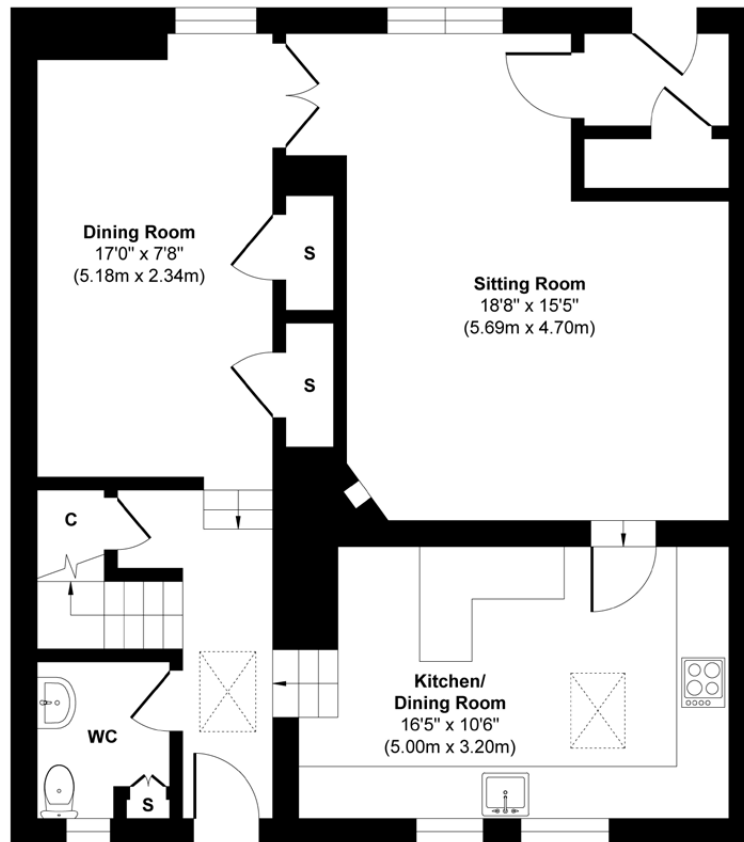 Dining Room
17'0" x 7'8"
(5.18m x 2.34m)
S
Sitting Room
18'8" x 15'5"
(5.69m x 4.70m)
S
C
Kitchen/
Dining Room
16'5" x 10'6"
(5.00m x 3.20m)
WC
S